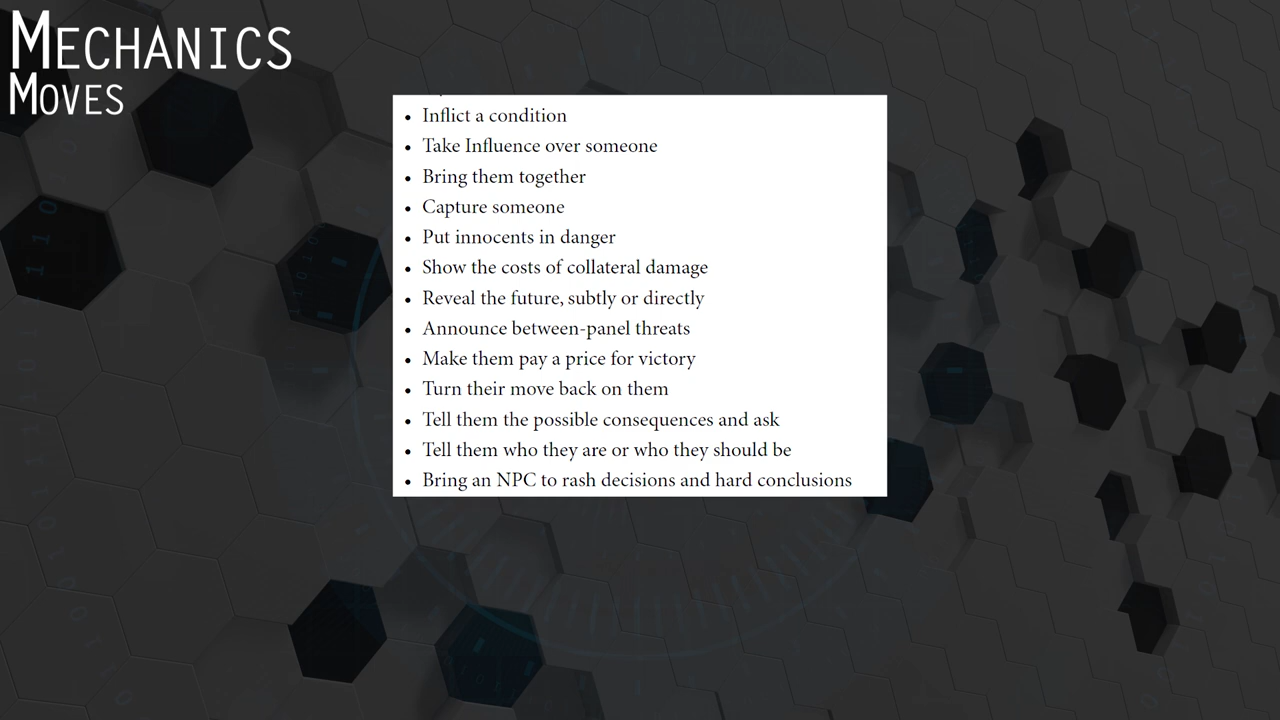 MECHANICS
MOVES
• Inflict a condition
• Take Influence over someone
• Bring them together
• Capture someone
• Put innocents in danger
• Show the costs of collateral damage
• Reveal the future, subtly or directly
• Announce between-panel threats
• Make them pay a price for victory
• Turn their move back on them
• Tell them the possible consequences and ask
• Tell them who they are or who they should be
• Bring an NPC to rash decisions and hard conclusions